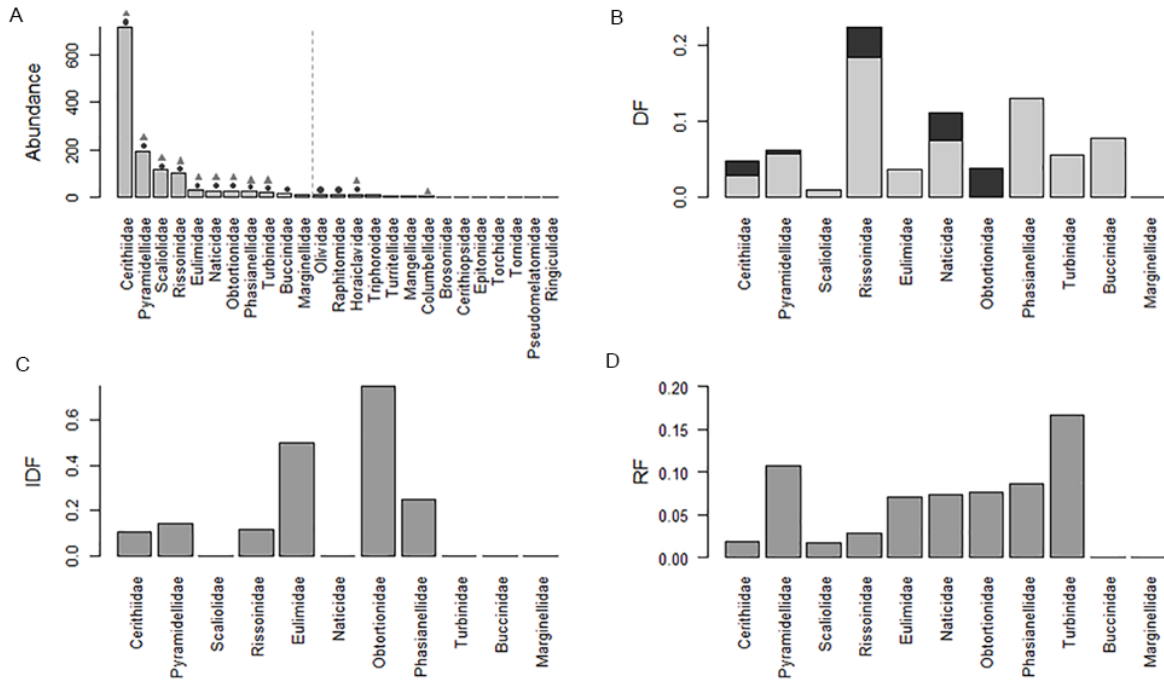 A
Abundance
600
400
200
0
Cerithiidae
Pyramidellidae
Scaliolidae
Rissoinidae
Eulimidae
Naticidae
Obtortionidae
Phasianellidae
Turbinidae
Buccinidae
Marginellidae
Olividae
Raphitomidae
Horaiclavidae
Triphoroidae
Turritellidae
Mangeliidae
Columbellidae
Brosoniidae
Cerithiopsidae
Epitoniidae
Torchidae
Tornidae
Pseudomelatomidae
Ringiculidae
B
DF
0.2
0.1
0.0
Cerithiidae
Pyramidellidae
Scaliolidae
Rissoinidae
Eulimidae
Naticidae
Obtortionidae
Phasianellidae
Turbinidae
Buccinidae
Marginellidae
C
IDF
0.6
0.4
0.2
0.0
Cerithiidae
Pyramidellidae
Scaliolidae
Rissoinidae
Eulimidae
Naticidae
Obtortionidae
Phasianellidae
Turbinidae
Buccinidae
Marginellidae
D
RF
0.20
0.15
0.10
0.05
0.00
Cerithiidae
Pyramidellidae
Scaliolidae
Rissoinidae
Eulimidae
Naticidae
Obtortionidae
Phasianellidae
Turbinidae
Buccinidae
Marginellidae